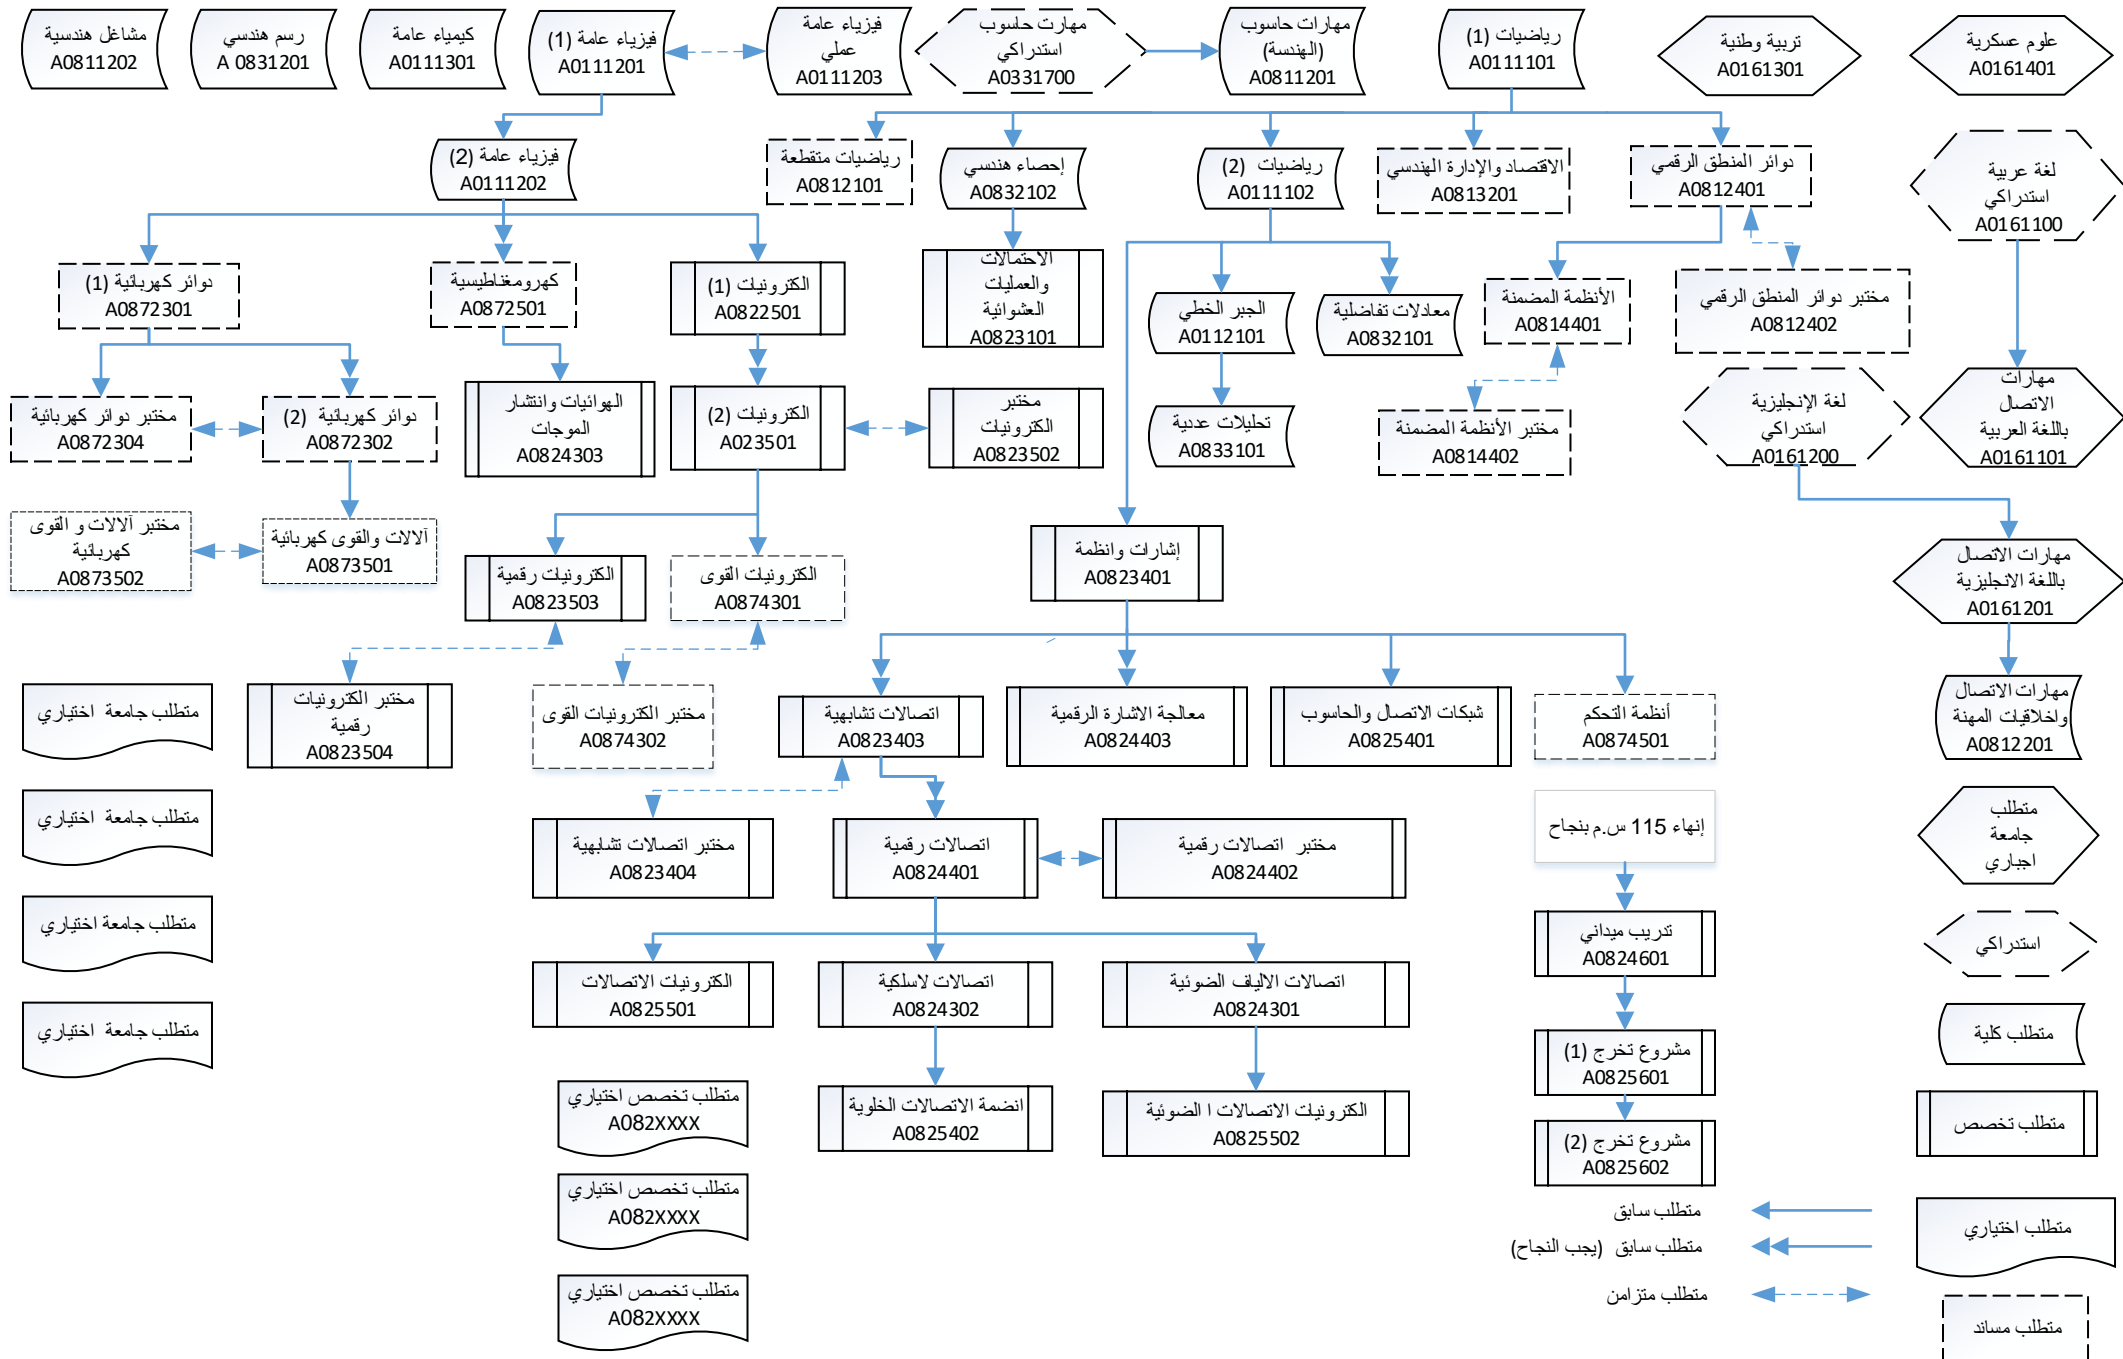 علوم عسكرية
A0161401
تربية وطنية
A0161301
رياضيات (1)
A0111101
مهارات حاسوب
(الهندسة)
A0811201
مهارت حاسوب
استدراكي
A0331700
فيزياء عامة
عملي
A0111203
فيزياء عامة (1)
A0111201
كيمياء عامة
A0111301
رسم هندسي
A 0831201
مشاغل هندسية
A0811202
لغة عربية
استدراكي
A0161100
دوائر المنطق الرقمي
A0812401
الاقتصاد والإدارة الهندسي
A0813201
رياضيات (2)
A0111102
إحصاء هندسي
A0832102
رياضيات متقطعة
A0812101
فيزياء عامة (2)
A0111202
مختبر دوائر المنطق الرقمي
A0812402
الأنظمة المضمنة
A0814401
معادلات تفاضلية
A0832101
الجبر الخطي
A0112101
الاحتمالات
والعمليات
العشوائية
A0823101
الكترونيات (1)
A0822501
كهرومغناطيسية
A0872501
دوائر كهربائية (1)
A0872301
مهارات
الاتصال
باللغة العربية
A0161101
لغة الإنجليزية
استدراكي
A0161200
مختبر الأنظمة المضمنة
A0814402
تحليلات عددية
A0833101
مختبر
الكترونيات
A0823502
الكترونيات (2)
A023501
الهوائيات وانتشار
الموجات
A0824303
دوائر كهربائية (2)
A0872302
مختبر دوائر كهربائية
A0872304
مهارات الاتصال
باللغة الانجليزية
A0161201
إشارات وانظمة
A0823401
الكترونيات القوى
A0874301
الكترونيات رقمية
A0823503
آلالات والقوى كهربائية
A0873501
مختبر آلالات و القوى
كهربائية
A0873502
مهارات الاتصال
واخلاقيات المهنة
A0812201
أنظمة التحكم
A0874501
شبكات الاتصال والحاسوب
A0825401
معالجة الاشارة الرقمية
A0824403
اتصالات تشابهية
A0823403
مختبر الكترونيات القوى
A0874302
مختبر الكترونيات
رقمية
A0823504
متطلب جامعة اختياري
متطلب
جامعة
اجباري
إنهاء 115 س.م بنجاح
مختبر اتصالات رقمية
A0824402
اتصالات رقمية
A0824401
مختبر اتصالات تشابهية
A0823404
متطلب جامعة اختياري
استدراكي
تدريب ميداني
A0824601
اتصالات الالياف الضوئية
A0824301
اتصالات لاسلكية
A0824302
الكترونيات الاتصالات
A0825501
متطلب جامعة اختياري
متطلب كلية
مشروع تخرج (1)
A0825601
متطلب جامعة اختياري
الكترونيات الاتصالات ا الضوئية
A0825502
انضمة الاتصالات الخلوية
A0825402
متطلب تخصص اختياري
A082XXXX
متطلب تخصص
مشروع تخرج (2)
A0825602
متطلب تخصص اختياري
A082XXXX
متطلب اختياري
متطلب سابق
متطلب سابق (يجب النجاح)
متطلب متزامن
متطلب تخصص اختياري
A082XXXX
متطلب مساند